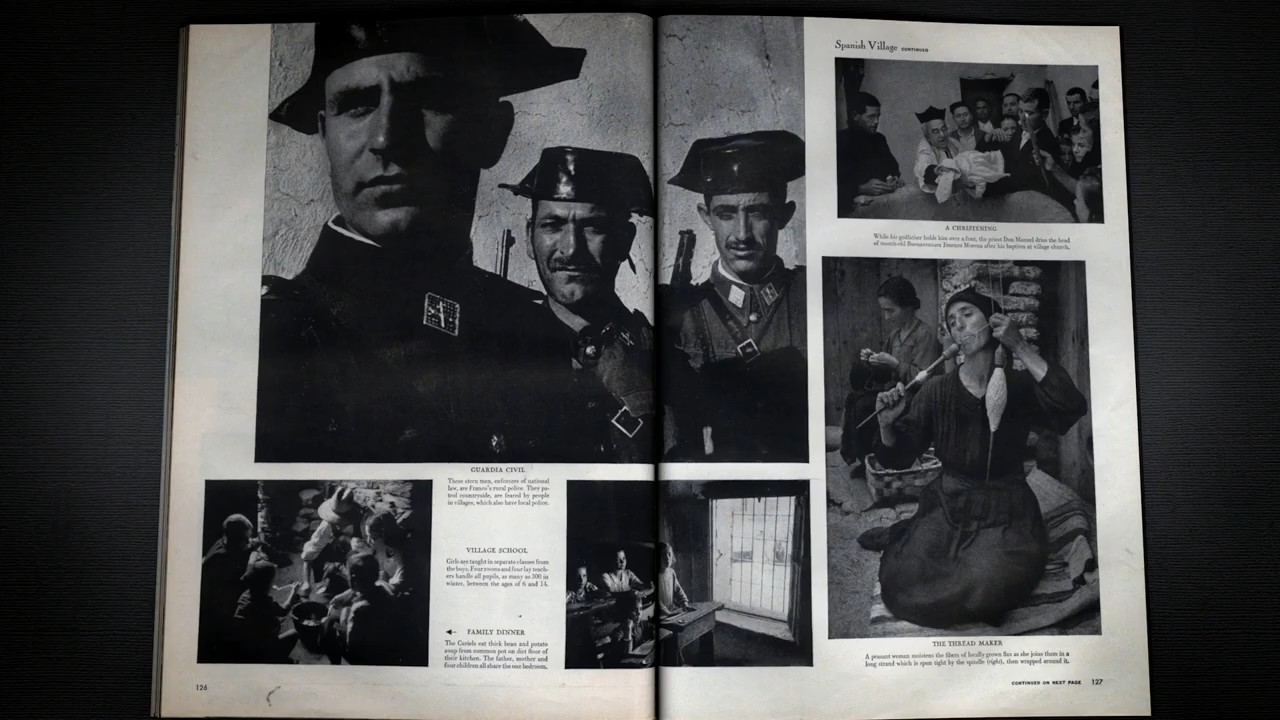 GUARDIA CIVIL
These stern men, enforcers of national
law, are Franco's rural police. They pa-
trol countryside, are feared by people
in villages, which also have local police.
VILLAGE SCHOOL
Girls are taught in separate classes from
the boys. Four rooms and four lay teach-
ers handle all pupils, as many as 300 in
winter, between the ages of 6 and 14.
FAMILY DINNER
The Curiels eat thick bean and potato
soup from common pot on dirt floor of
their kitchen. The father, mother and
four children all share the one bedroom.
126
Spanish Village CONTINUED
A CHRISTENING
While his godfather holds him over a font, the priest Don Manuel dries the head
of month-old Buenaventura Jimenez Morena after his baptism at village church.
THE THREAD MAKER
A peasant woman moistens the fibers of locally grown flax as she joins them in a
long strand which is spun tight by the spindle (right), then wrapped around it.
CONTINUED ON NEXT PAGE 127